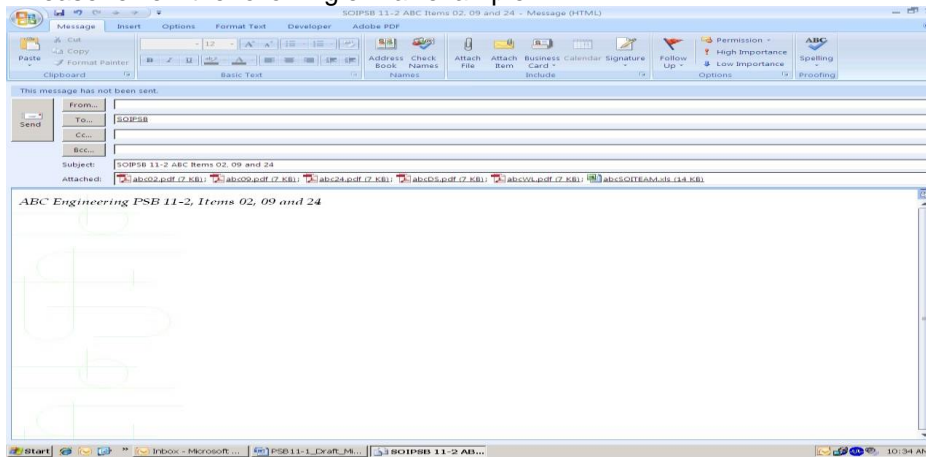 SOIPSB 11-2 ABC Items 02, 09 and 24 - Message (HTML)
Message Insert Options Format Text Developer Adobe PDF
Paste
Cut
Copy
Format Painter
Clipboard
12
B I U
Basic Text
Address Book
Check Names
Names
Attach File
Attach Item
Business Card
Calendar
Signature
Include
Follow Up
Permission
High Importance
Low Importance
Options
ABC
Spelling
Proofing
This message has not been sent.
Send
From...
To... SOIPSB
Cc...
Bcc...
Subject: SOIPSB 11-2 ABC Items 02, 09 and 24
Attached: abc02.pdf (7 KB); abc09.pdf (7 KB); abc24.pdf (7 KB); abcDS.pdf (7 KB); abcWL.pdf (7 KB); abcSOITEAM.xls (14 KB)
ABC Engineering PSB 11-2, Items 02, 09 and 24
Start Inbox - Microsoft ... PSB11-1_Draft_Mi... SOIPSB 11-2 AB... 10:34 AM